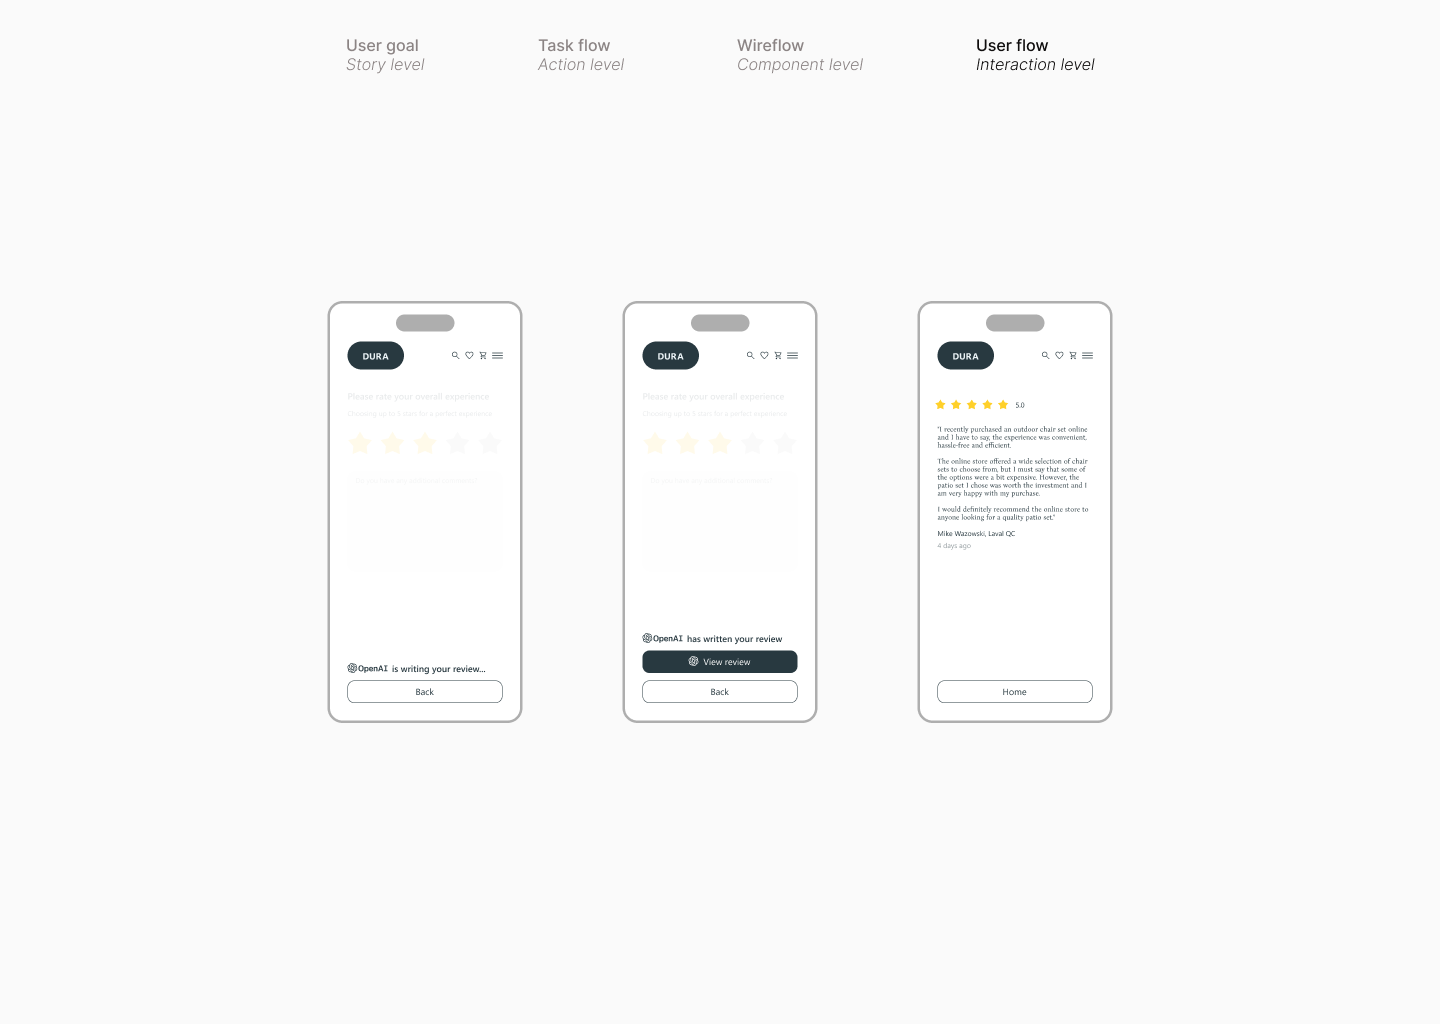 User goal
Story level
Task flow
Action level
Wireflow
Component level
User flow
Interaction level
DURA
Please rate your overall experience
Choosing up to 5 stars for a perfect experience
OpenAI is writing your review...
Back
DURA
Please rate your overall experience
Choosing up to 5 stars for a perfect experience
OpenAI has written your review
View review
Back
DURA
5.0
"I recently purchased an outdoor chair set online
and I have to say, the experience was convenient,
hassle-free and efficient.
The online store offered a wide selection of chair
sets to choose from, but I must say that some of
the options were a bit expensive. However, the
patio set I chose was worth the investment and I
am very happy with my purchase.
I would definitely recommend the online store to
anyone looking for a quality patio set."
Mike Wazowski, Laval QC
4 days ago
Home